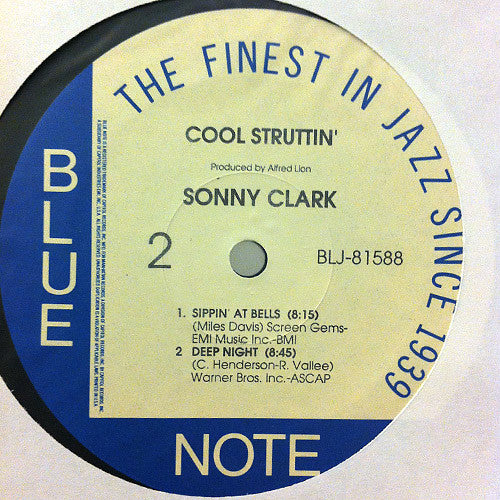 THE FINEST IN JAZZ SINCE 1939
BLUE
NOTE
COOL STRUTTIN'
Produced by Alfred Lion
SONNY CLARK
2
BLJ-81588
1. SIPPIN' AT BELLS (8:15)
(Miles Davis) Screen Gems-
EMI Music Inc.-BMI
2 DEEP NIGHT (8:45)
(C. Henderson-R. Vallee)
Warner Bros. Inc.-ASCAP